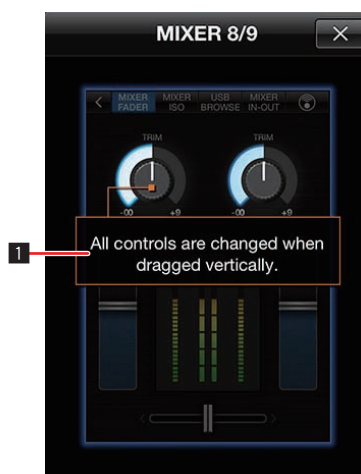 MIXER 8/9
MIXER MIXER USB MIXER
FADER ISO BROWSE IN-OUT
TRIM TRIM
-∞ +9 -∞ +9
1 All controls are changed when
dragged vertically.